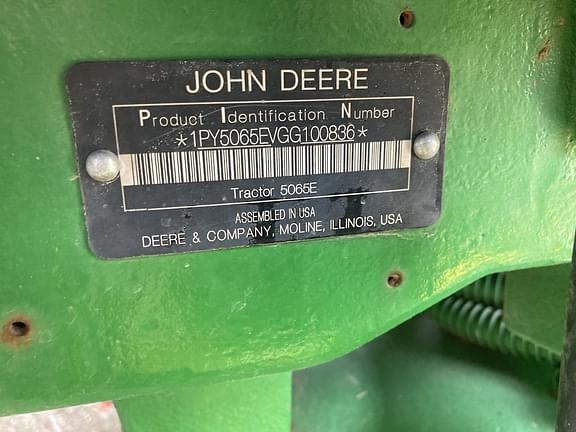 JOHN DEERE
Product Identification Number
*1PY5065EVGG100836*
Tractor 5065E
ASSEMBLED IN USA
DEERE & COMPANY, MOLINE, ILLINOIS, USA